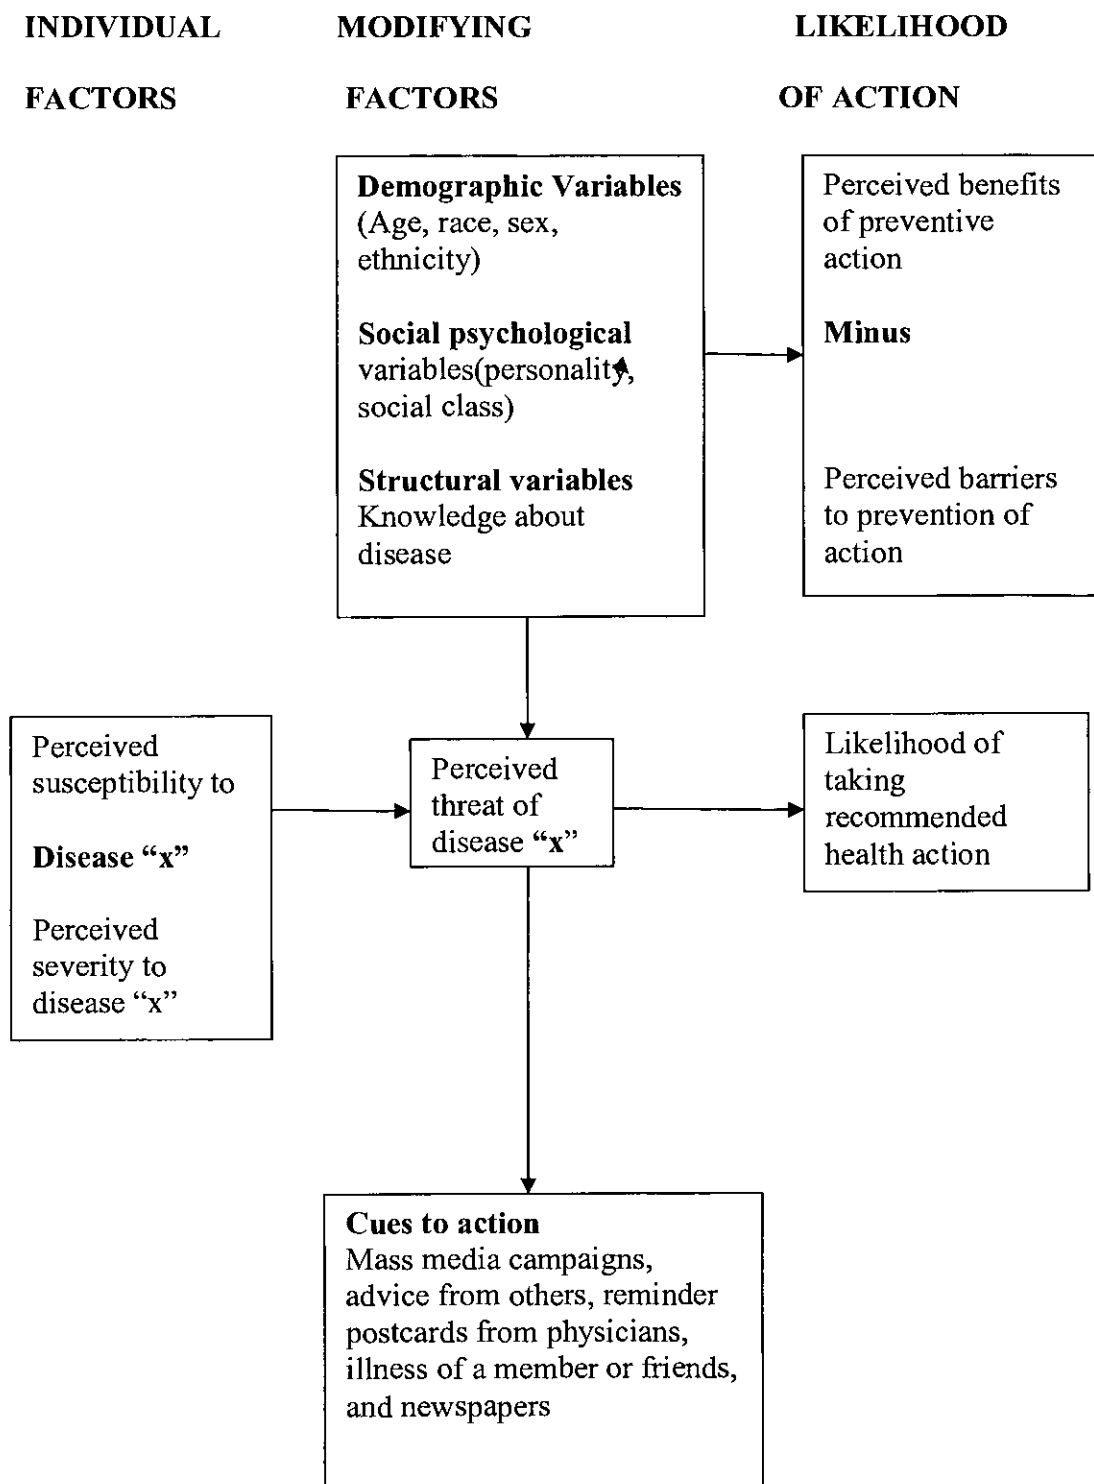 INDIVIDUAL
FACTORS
MODIFYING
FACTORS
LIKELIHOOD
OF ACTION
Demographic Variables
(Age, race, sex,
ethnicity)
Social psychological
variables(personality,
social class)
Structural variables
Knowledge about
disease
Perceived benefits
of preventive
action
Minus
Perceived barriers
to prevention of
action
Perceived
susceptibility to
Disease “x”
Perceived
severity to
disease “x”
Perceived
threat of
disease “x”
Likelihood of
taking
recommended
health action
Cues to action
Mass media campaigns,
advice from others, reminder
postcards from physicians,
illness of a member or friends,
and newspapers